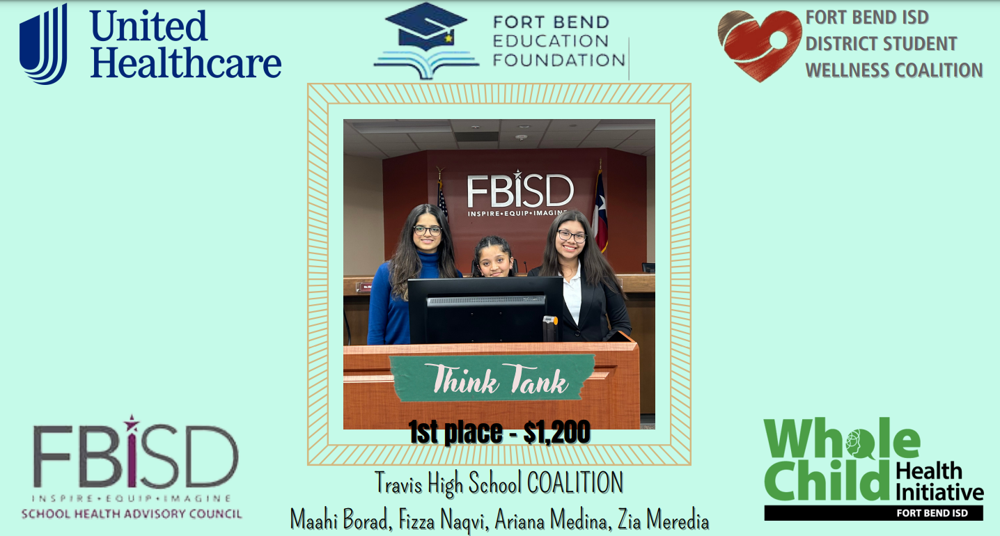 United
Healthcare
FORT BEND
EDUCATION
FOUNDATION
FORT BEND ISD
DISTRICT STUDENT
WELLNESS COALITION
FBISD
INSPIRE•EQUIP•IMAGINE
Think Tank
1st place - $1,200
Travis High School COALITION
Maahi Borad, Fizza Naqvi, Ariana Medina, Zia Meredia
FBISD
INSPIRE•EQUIP•IMAGINE
SCHOOL HEALTH ADVISORY COUNCIL
Whole
Child
Health
Initiative
FORT BEND ISD